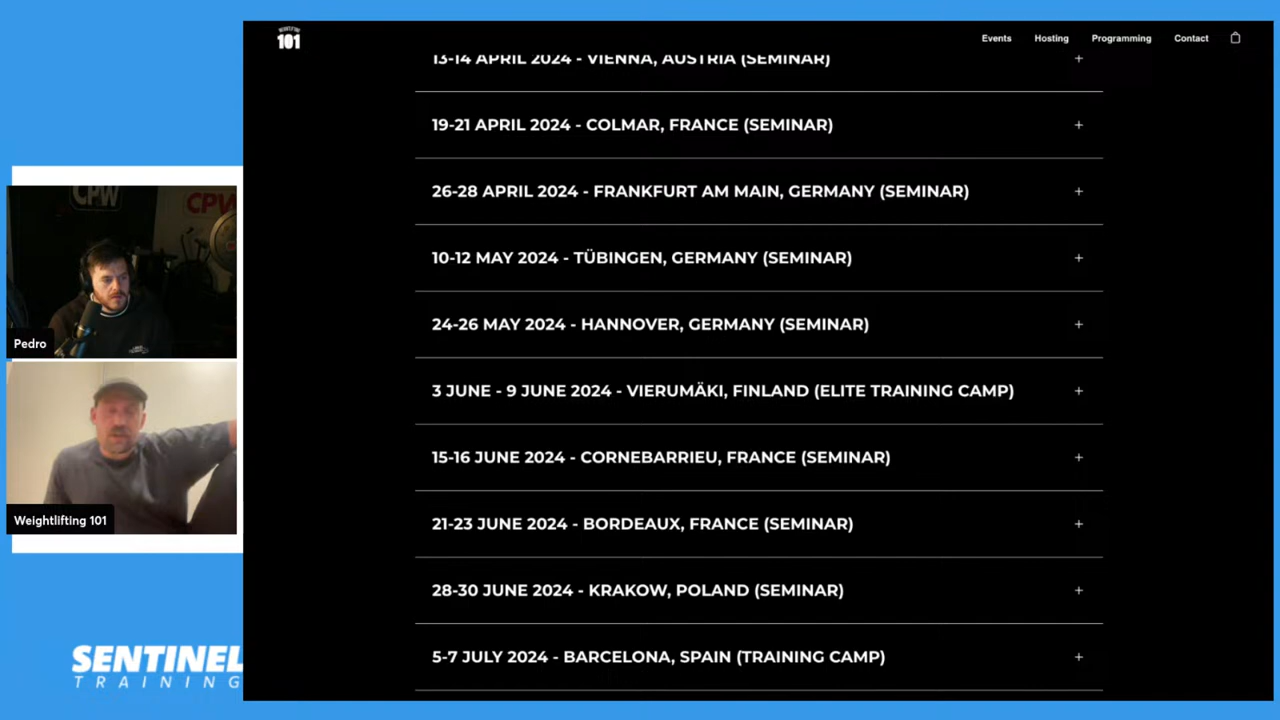 101
Events
Hosting
Programming
Contact
13-14 APRIL 2024 - VIENNA, AUSTRIA (SEMINAR)
19-21 APRIL 2024 - COLMAR, FRANCE (SEMINAR)
26-28 APRIL 2024 - FRANKFURT AM MAIN, GERMANY (SEMINAR)
10-12 MAY 2024 - TÜBINGEN, GERMANY (SEMINAR)
24-26 MAY 2024 - HANNOVER, GERMANY (SEMINAR)
3 JUNE - 9 JUNE 2024 - VIERUMÄKI, FINLAND (ELITE TRAINING CAMP)
15-16 JUNE 2024 - CORNEBARRIEU, FRANCE (SEMINAR)
21-23 JUNE 2024 - BORDEAUX, FRANCE (SEMINAR)
28-30 JUNE 2024 - KRAKOW, POLAND (SEMINAR)
5-7 JULY 2024 - BARCELONA, SPAIN (TRAINING CAMP)
CPW
CPW
Pedro
Weightlifting 101
SENTINEL
TRAINING